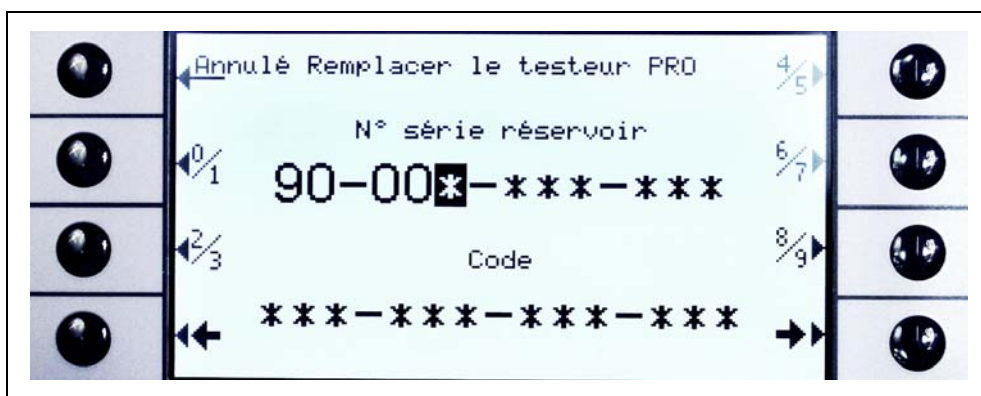 Annulé Remplacer le testeur PRO
4/5
N° série réservoir
0/1
6/7
90-00*-***-***
2/3
8/9
Code
***-***-***-***